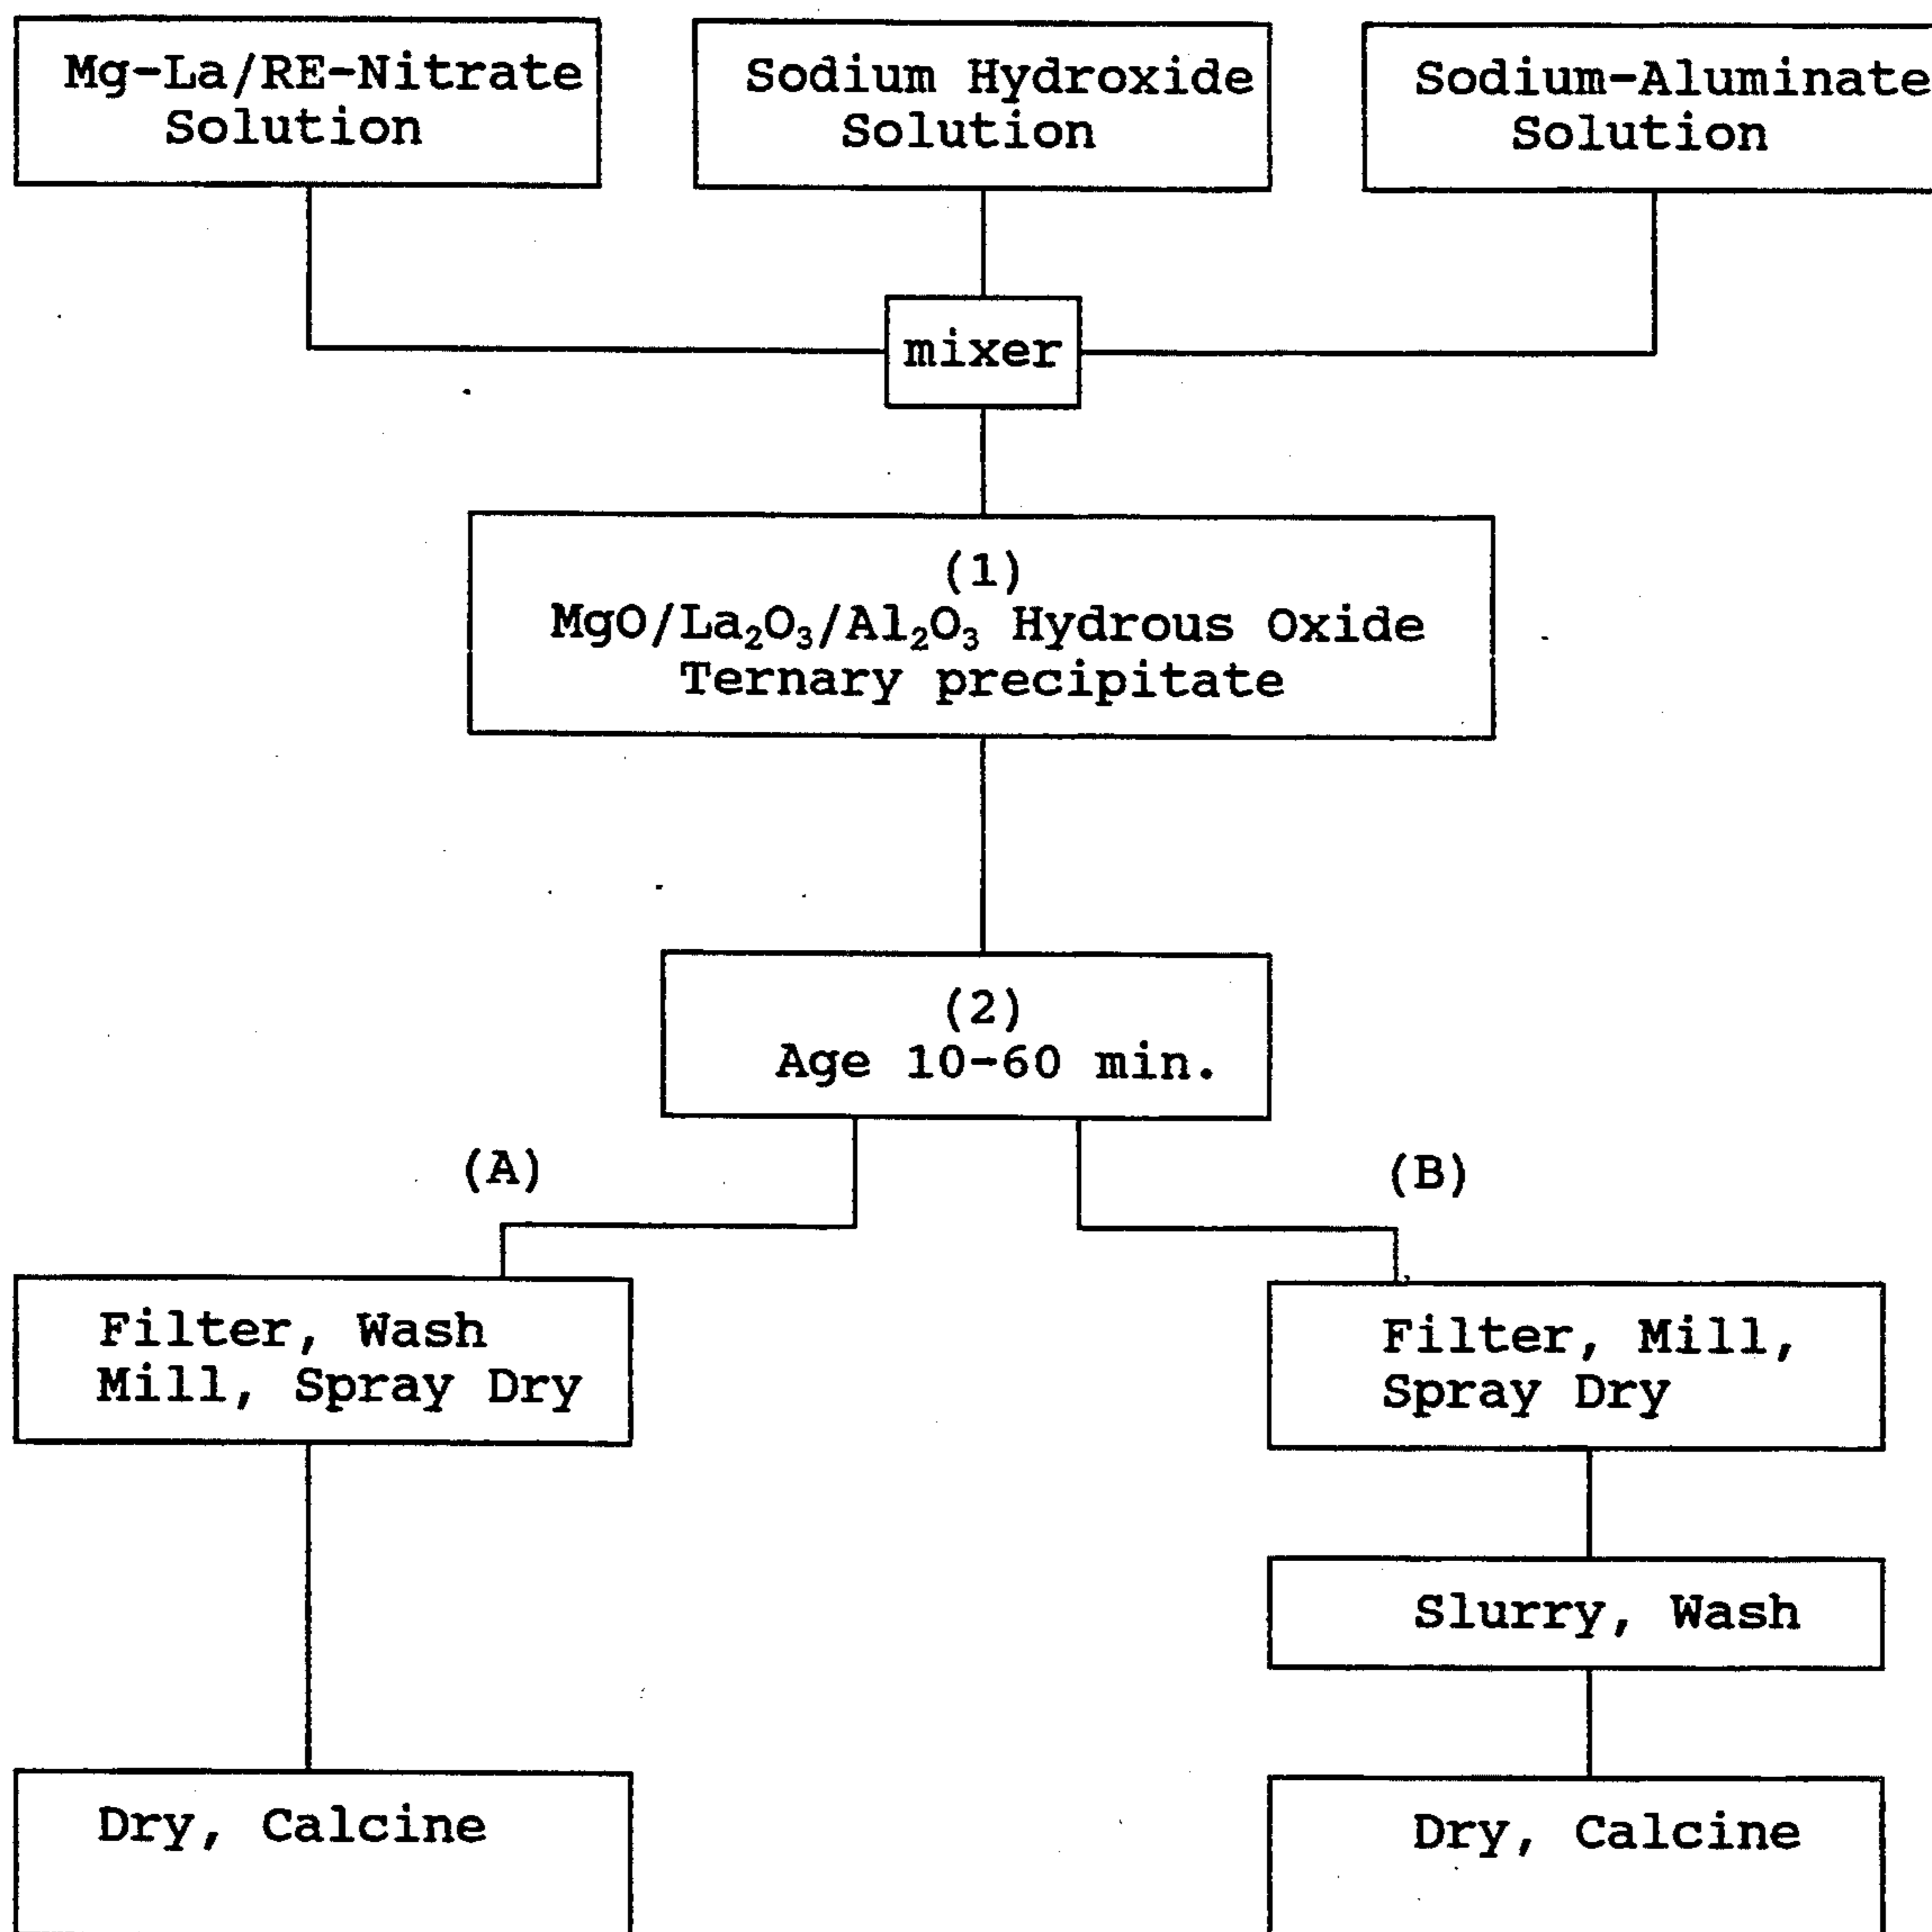 Mg-La/RE-Nitrate
Solution
Sodium Hydroxide
Solution
Sodium-Aluminate
Solution
mixer
(1)
MgO/La₂O₃/Al₂O₃ Hydrous Oxide
Ternary precipitate
(2)
Age 10-60 min.
(A)
(B)
Filter, Wash
Mill, Spray Dry
Filter, Mill,
Spray Dry
Slurry, Wash
Dry, Calcine
Dry, Calcine